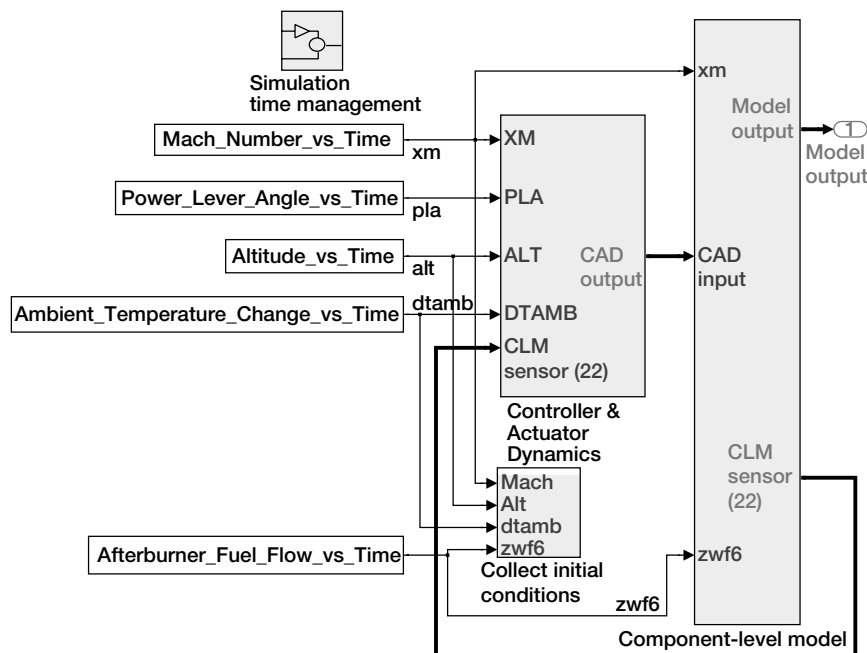 Simulation
time management
xm
Model
output
1
Model
output
Mach_Number_vs_Time
xm
XM
Power_Lever_Angle_vs_Time
pla
PLA
Altitude_vs_Time
alt
ALT
CAD
output
CAD
input
dtamb
Ambient_Temperature_Change_vs_Time
DTAMB
CLM
sensor (22)
Controller &
Actuator
Dynamics
CLM
sensor
(22)
Mach
Alt
dtamb
zwf6
Afterburner_Fuel_Flow_vs_Time
zwf6
Collect initial
conditions
zwf6
Component-level model